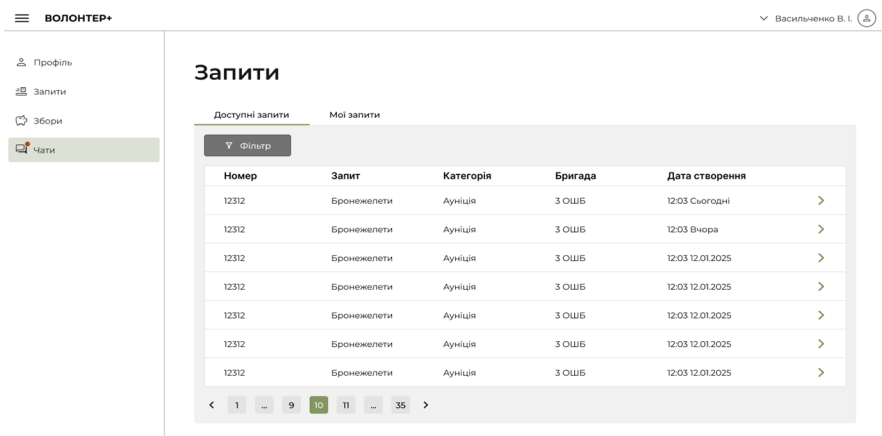 ВОЛОНТЕР+
Васильченко В. І.
Профіль
Запити
Збори
Чати
Запити
Доступні запити Мої запити
Фільтр
Номер Запит Категорія Бригада Дата створення
12312 Бронежелети Ауніція 3 ОШБ 12:03 Сьогодні
12312 Бронежелети Ауніція 3 ОШБ 12:03 Вчора
12312 Бронежелети Ауніція 3 ОШБ 12:03 12.01.2025
12312 Бронежелети Ауніція 3 ОШБ 12:03 12.01.2025
12312 Бронежелети Ауніція 3 ОШБ 12:03 12.01.2025
12312 Бронежелети Ауніція 3 ОШБ 12:03 12.01.2025
12312 Бронежелети Ауніція 3 ОШБ 12:03 12.01.2025
1 ... 9 10 11 ... 35